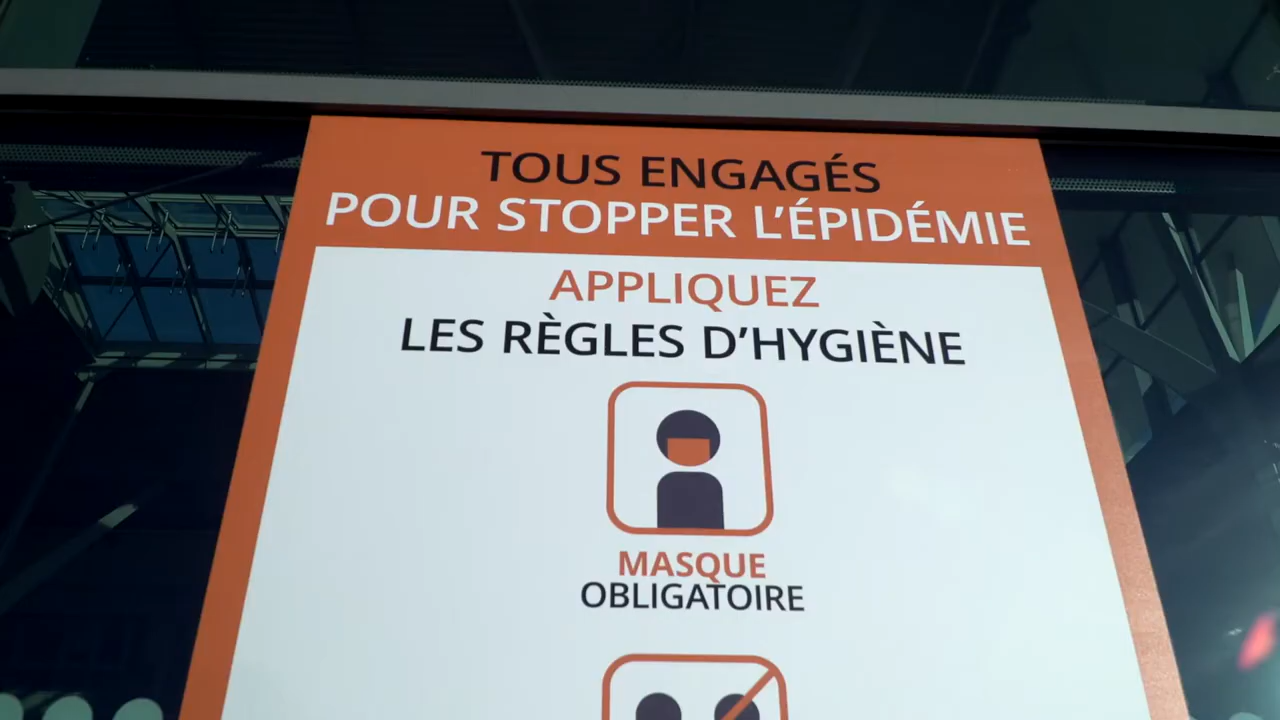 TOUS ENGAGÉS
POUR STOPPER L'ÉPIDÉMIE
APPLIQUEZ
LES RÈGLES D'HYGIÈNE
MASQUE
OBLIGATOIRE